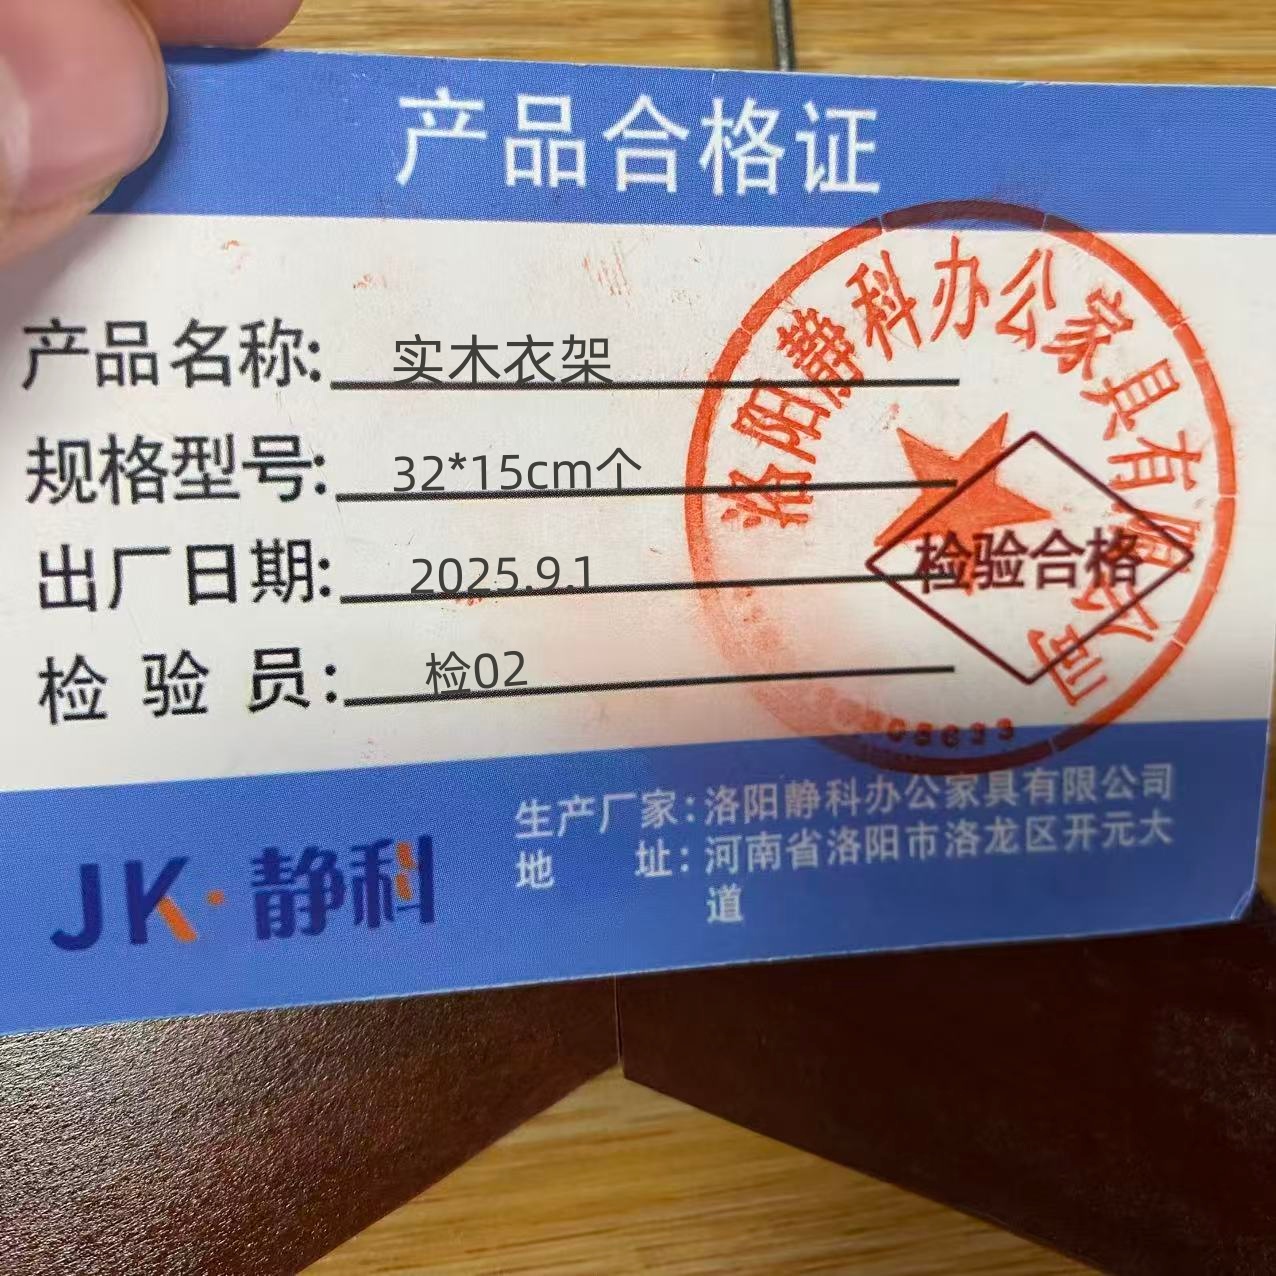 产品合格证
产品名称: 实木衣架
规格型号: 32*15cm个
出厂日期: 2025.9.1
检验员: 检02
洛阳静科办公家具有限公司
检验合格
JK·静科
生产厂家:洛阳静科办公家具有限公司
地址:河南省洛阳市洛龙区开元大
道